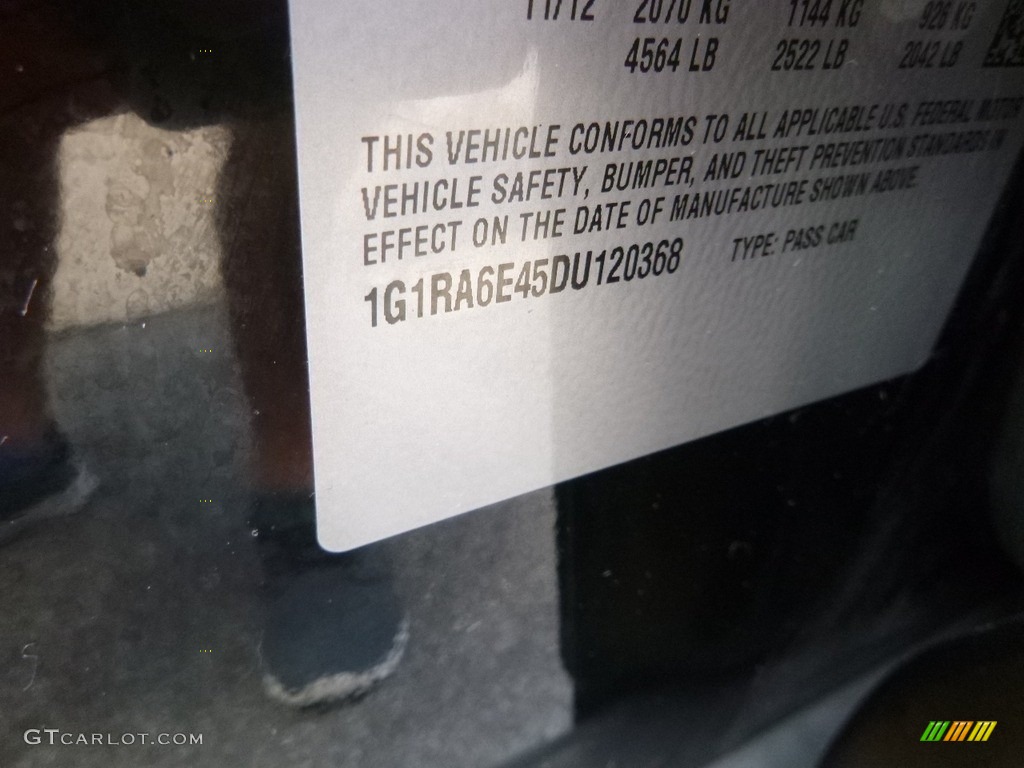 11/12 2070 KG 1144 KG 926 KG
4564 LB 2522 LB 2042 LB
THIS VEHICLE CONFORMS TO ALL APPLICABLE U.S. FEDERAL MOTOR
VEHICLE SAFETY, BUMPER, AND THEFT PREVENTION STANDARDS IN
EFFECT ON THE DATE OF MANUFACTURE SHOWN ABOVE.
1G1RA6E45DU120368 TYPE: PASS CAR
GTCARLOT.COM